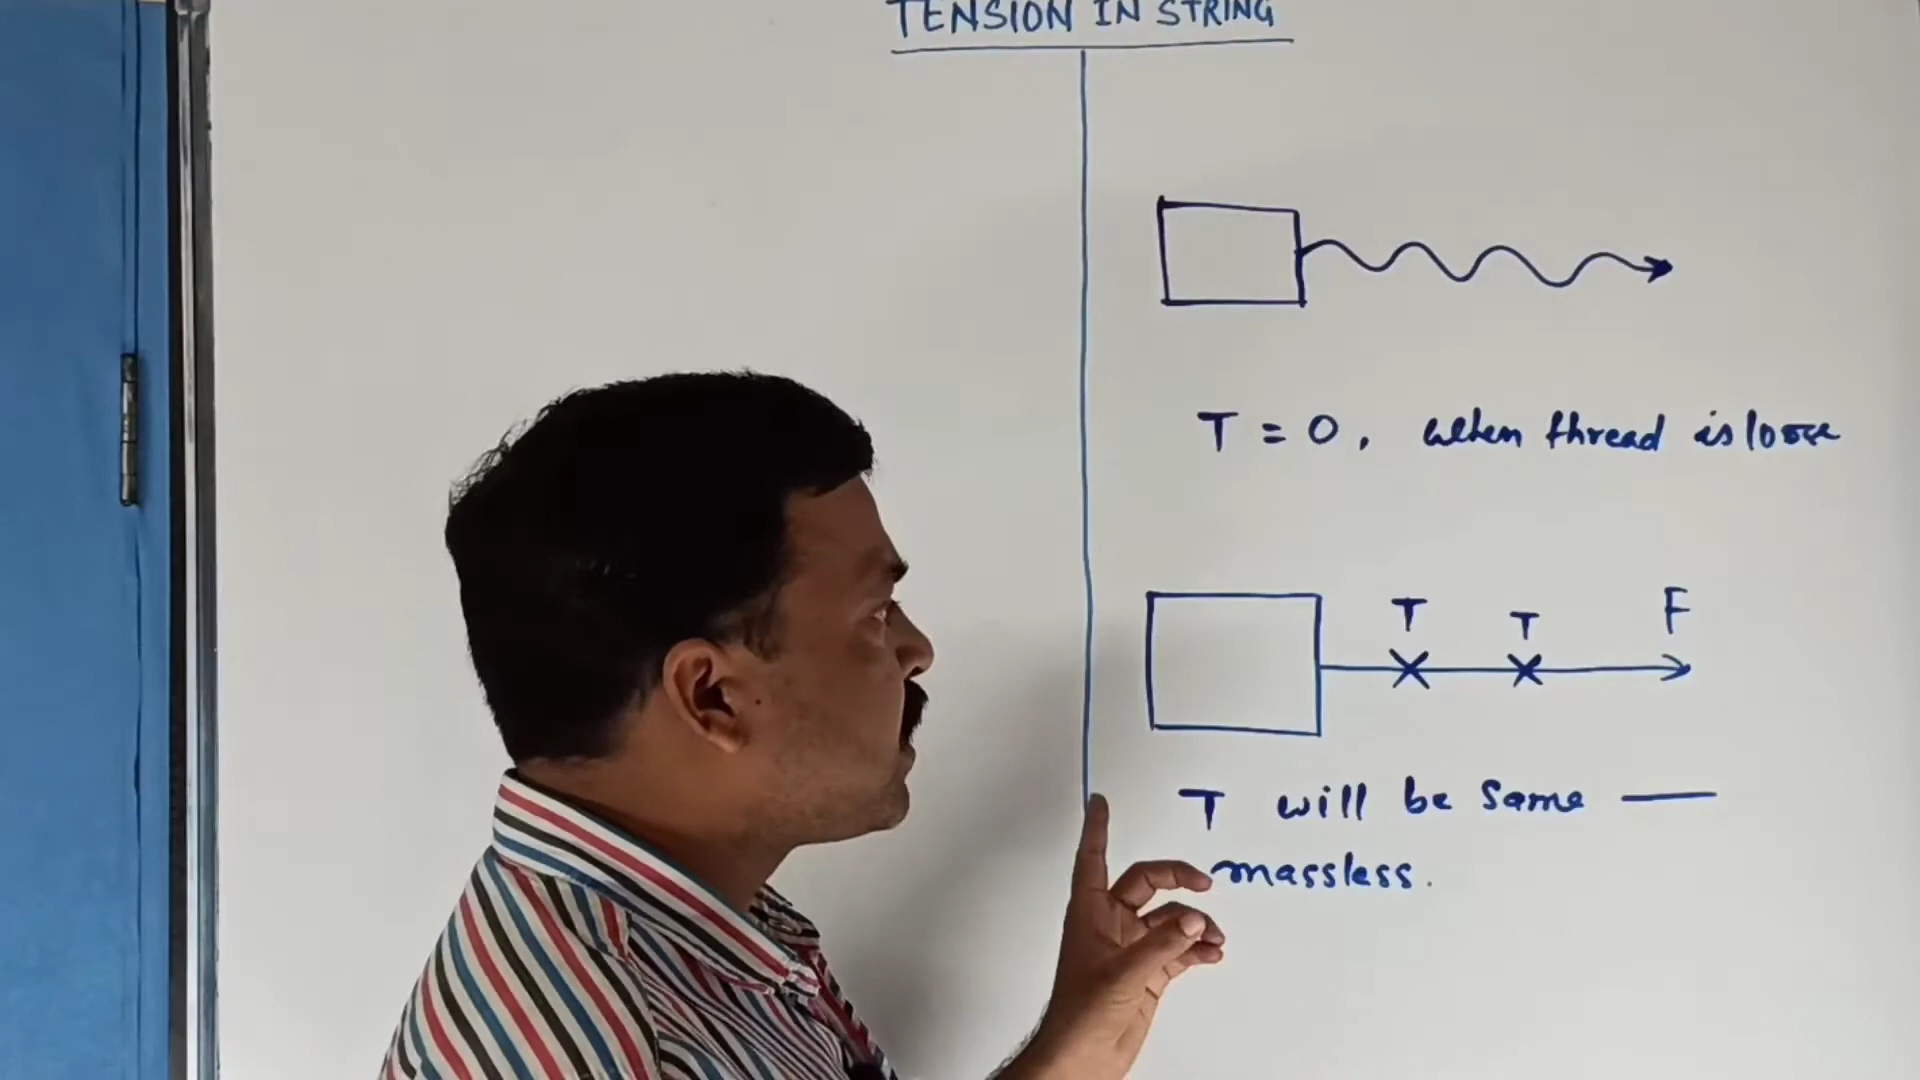 TENSION IN STRING
T = 0, when thread is loose
T T F
T will be same —
massless.